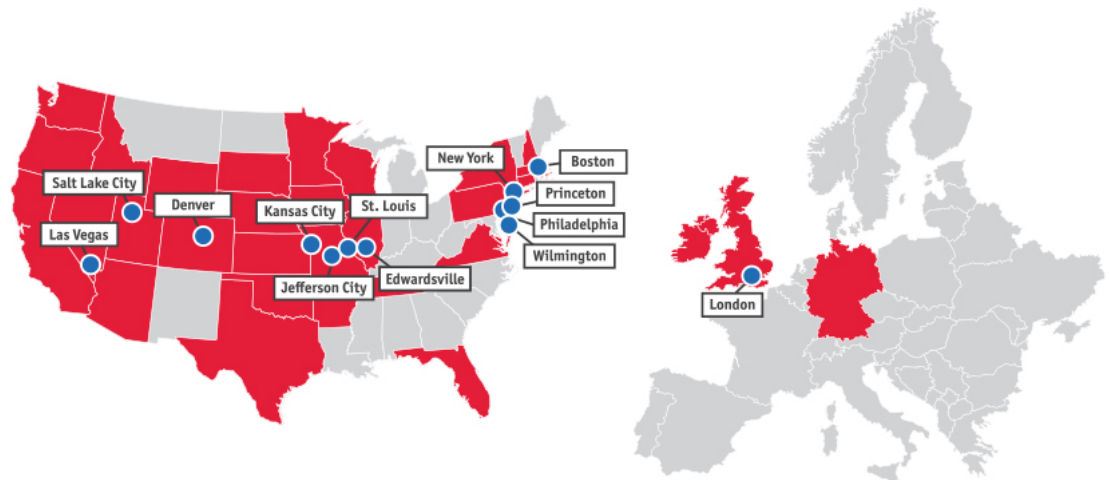 New York
Boston
Salt Lake City
Princeton
Denver
Kansas City
St. Louis
Philadelphia
Las Vegas
Wilmington
Jefferson City
Edwardsville
London